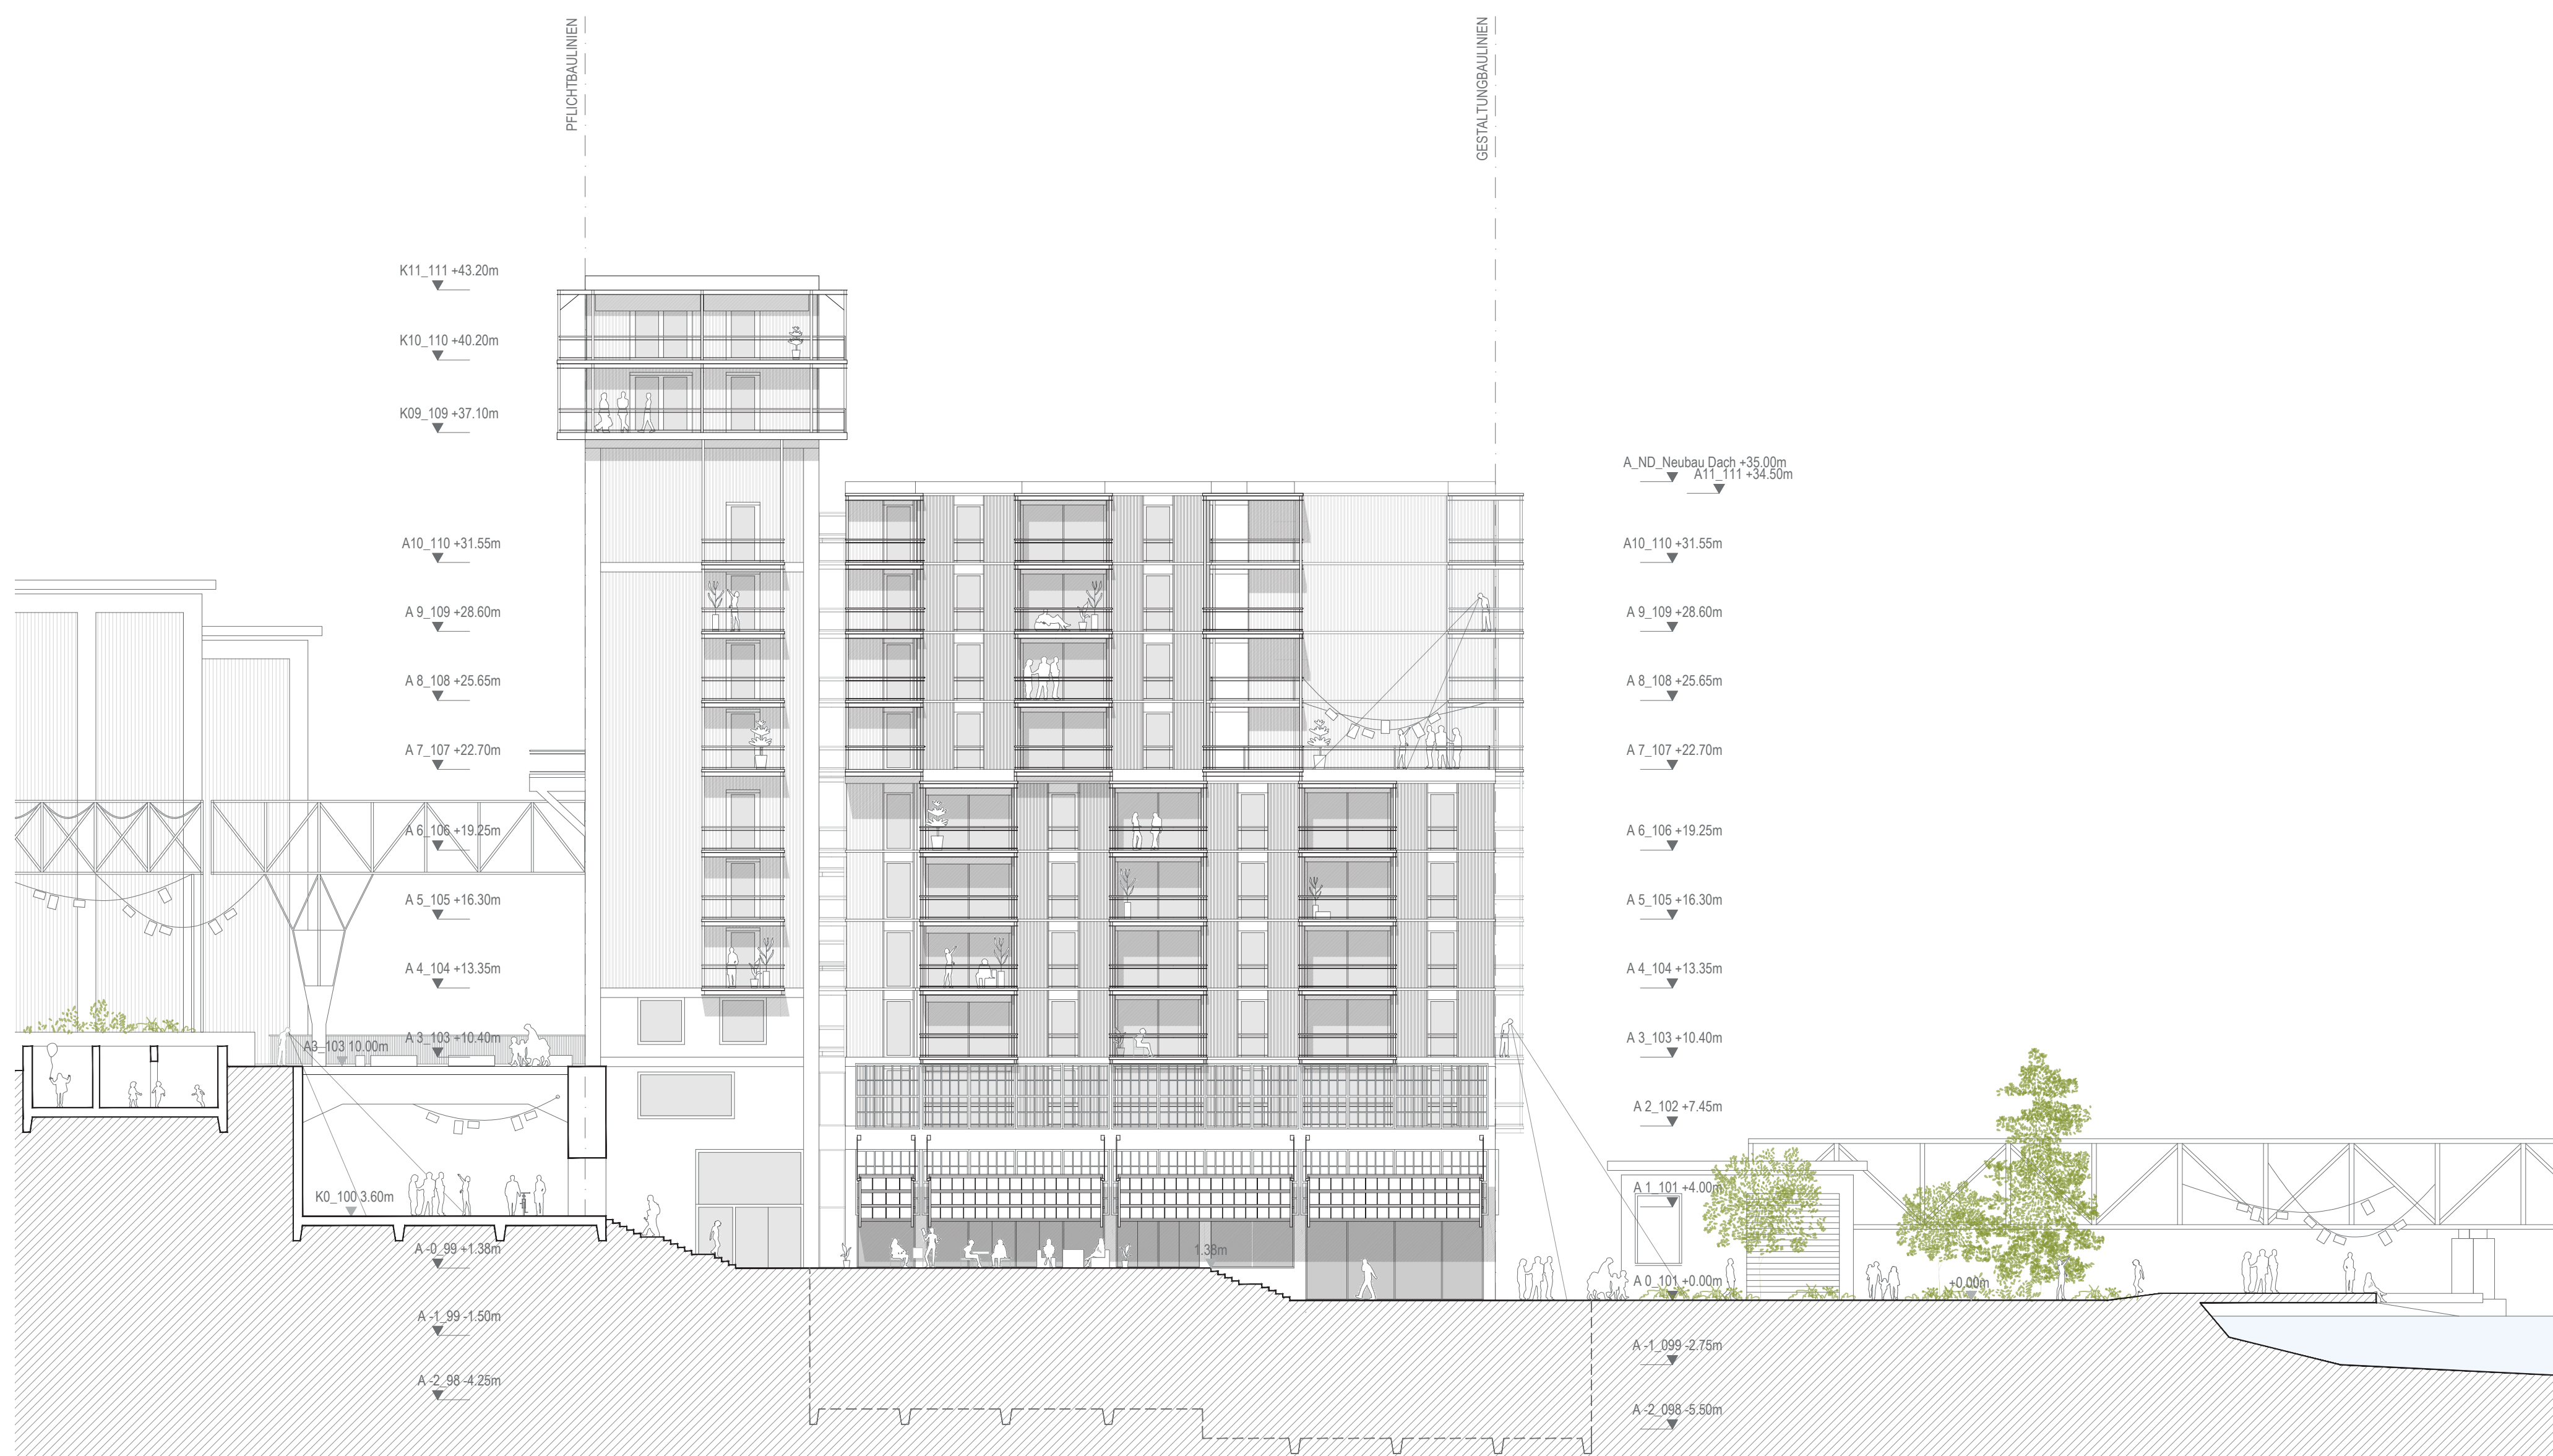 PFLICHTBAULINIEN
GESTALTUNGBAULINIEN
K11_111 +43.20m
K10_110 +40.20m
K09_109 +37.10m
A10_110 +31.55m
A 9_109 +28.60m
A 8_108 +25.65m
A 7_107 +22.70m
A 6_106 +19.25m
A 5_105 +16.30m
A 4_104 +13.35m
A 3_103 +10.40m
A3_103 10.00m
K0_100 3.60m
A -0_99 +1.38m
A -1_99 -1.50m
A -2_98 -4.25m
1.38m
A_ND_Neubau Dach +35.00m
A11_111 +34.50m
A10_110 +31.55m
A 9_109 +28.60m
A 8_108 +25.65m
A 7_107 +22.70m
A 6_106 +19.25m
A 5_105 +16.30m
A 4_104 +13.35m
A 3_103 +10.40m
A 2_102 +7.45m
A 1_101 +4.00m
A 0_101 +0.00m
+0.00m
A -1_099 -2.75m
A -2_098 -5.50m